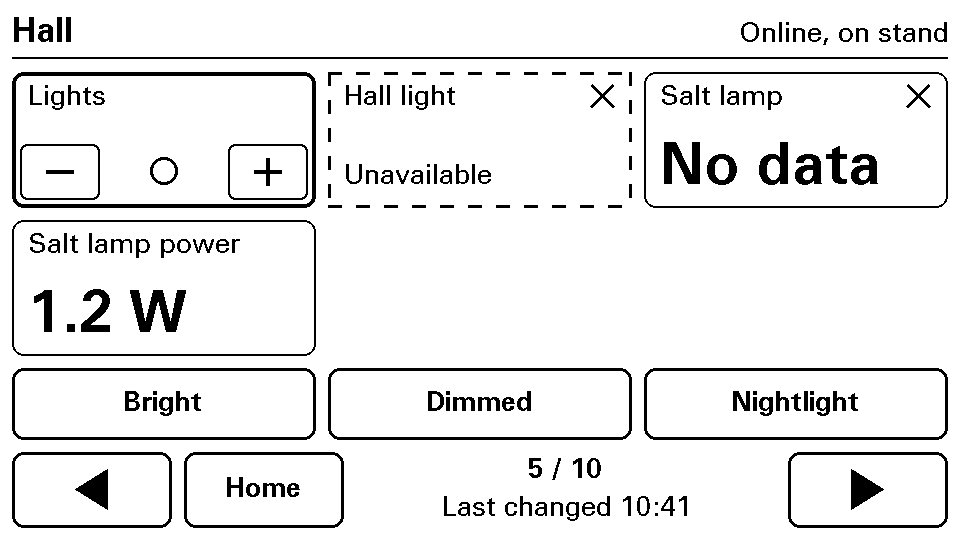 Hall
Online, on stand
Lights
Hall light
Salt lamp
− +
Unavailable
No data
Salt lamp power
1.2 W
Bright
Dimmed
Nightlight
Home
5 / 10
Last changed 10:41